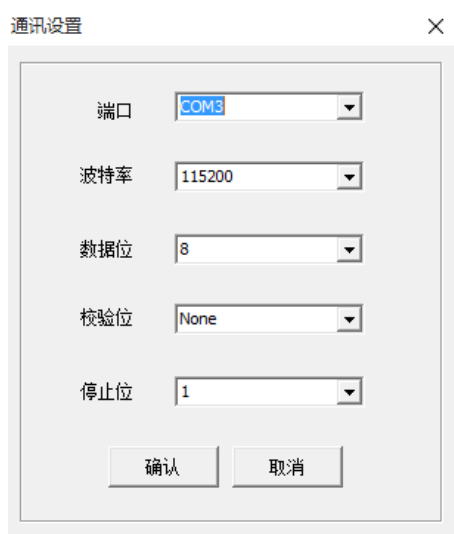 通讯设置
端口 COM3
波特率 115200
数据位 8
校验位 None
停止位 1
确认 取消